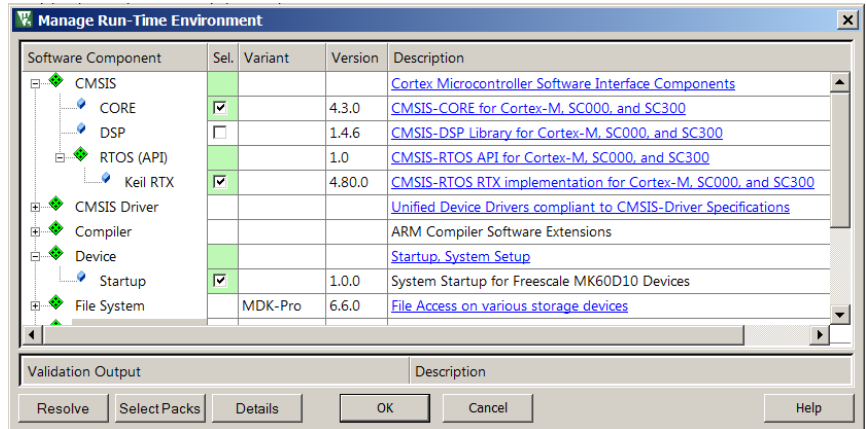 Manage Run-Time Environment
Software Component Sel. Variant Version Description
CMSIS Cortex Microcontroller Software Interface Components
CORE 4.3.0 CMSIS-CORE for Cortex-M, SC000, and SC300
DSP 1.4.6 CMSIS-DSP Library for Cortex-M, SC000, and SC300
RTOS (API) 1.0 CMSIS-RTOS API for Cortex-M, SC000, and SC300
Keil RTX 4.80.0 CMSIS-RTOS RTX implementation for Cortex-M, SC000, and SC300
CMSIS Driver Unified Device Drivers compliant to CMSIS-Driver Specifications
Compiler ARM Compiler Software Extensions
Device Startup, System Setup
Startup 1.0.0 System Startup for Freescale MK60D10 Devices
File System MDK-Pro 6.6.0 File Access on various storage devices
Validation Output Description
Resolve Select Packs Details OK Cancel Help